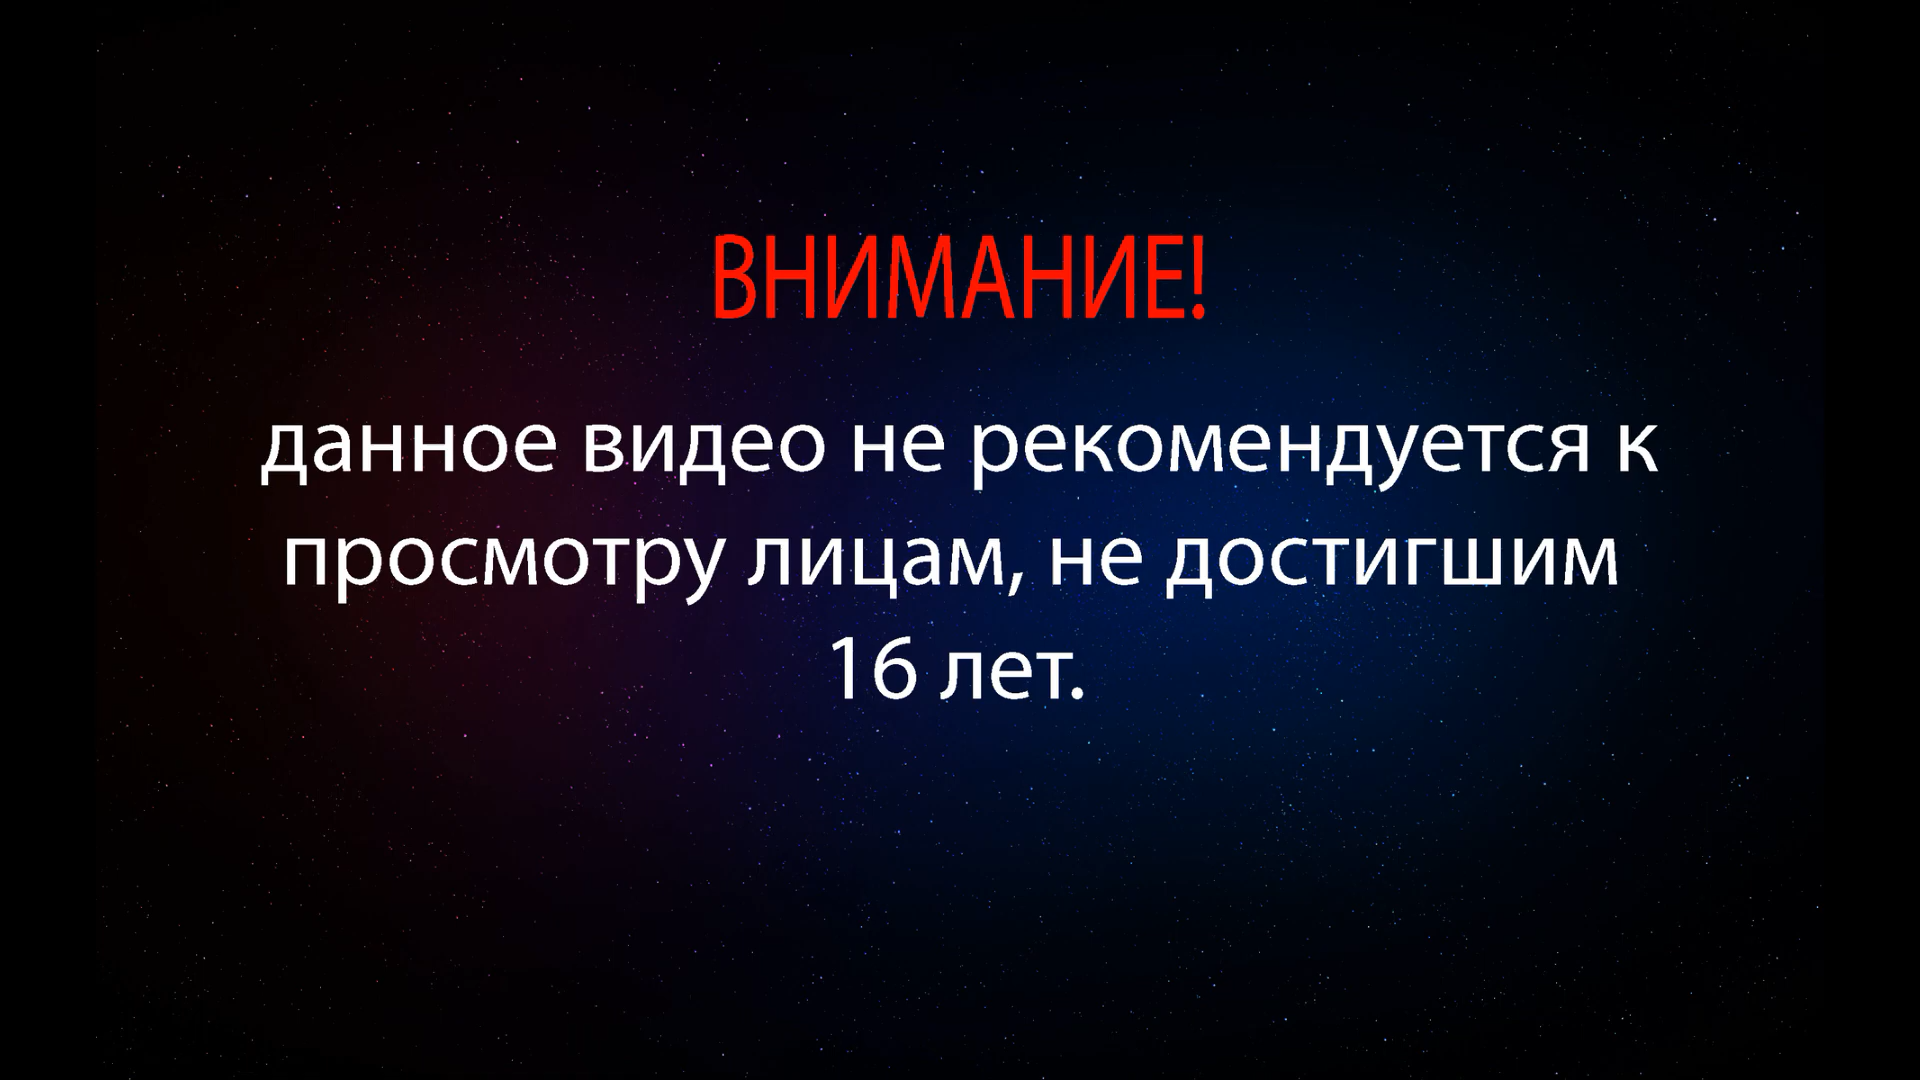 ВНИМАНИЕ!
данное видео не рекомендуется к
просмотру лицам, не достигшим
16 лет.